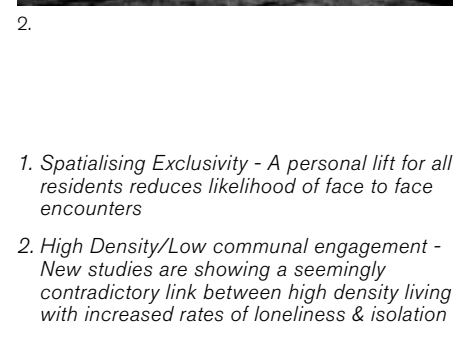 2.
1. Spatialising Exclusivity - A personal lift for all
residents reduces likelihood of face to face
encounters
2. High Density/Low communal engagement -
New studies are showing a seemingly
contradictory link between high density living
with increased rates of loneliness & isolation